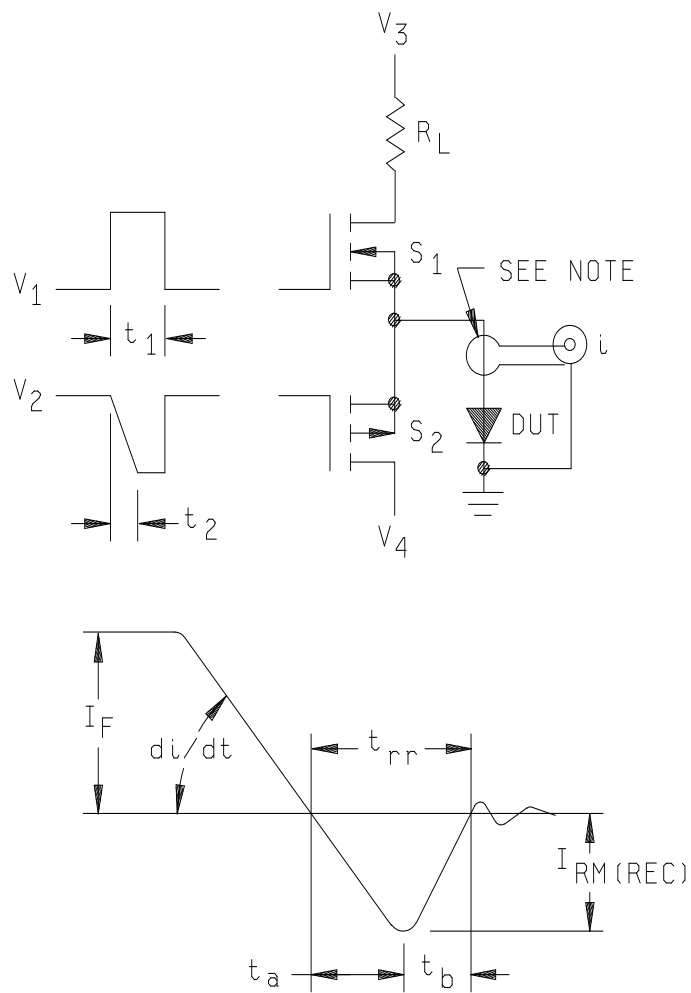 V3
RL
V1
t1
S1
SEE NOTE
i
V2
t2
S2
DUT
V4
IF
di/dt
trr
IRM(REC)
ta
tb